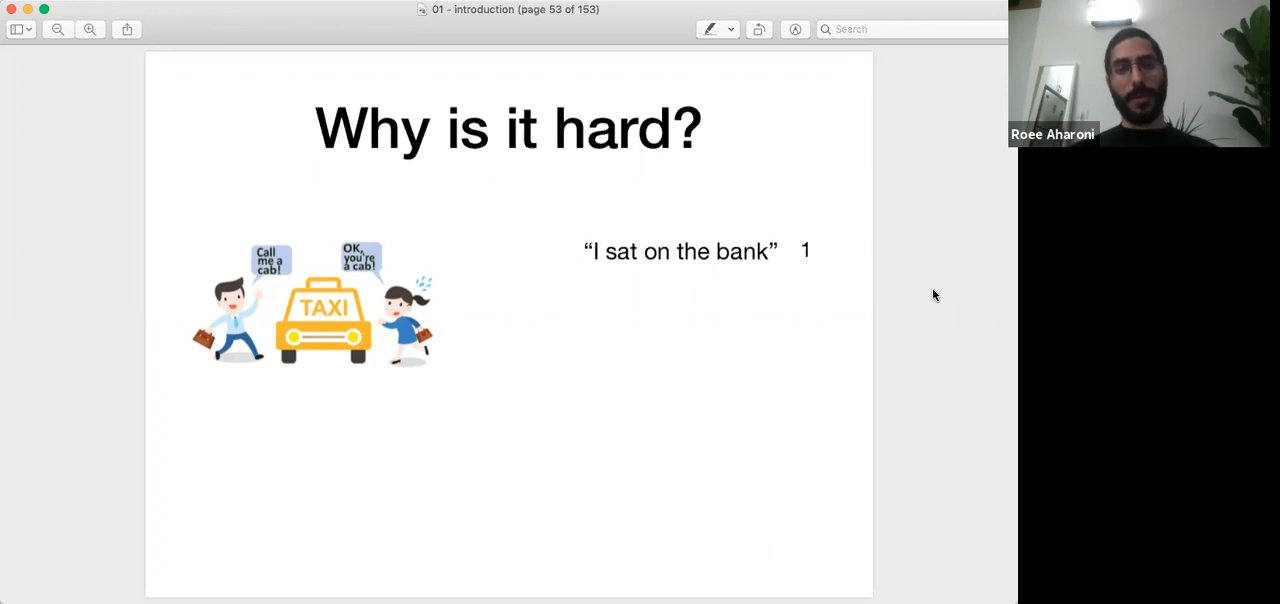 01 - introduction (page 53 of 153)
Search
Roee Aharoni
Why is it hard?
Call
me a
cab!
OK,
you're
a cab!
TAXI
“I sat on the bank” 1